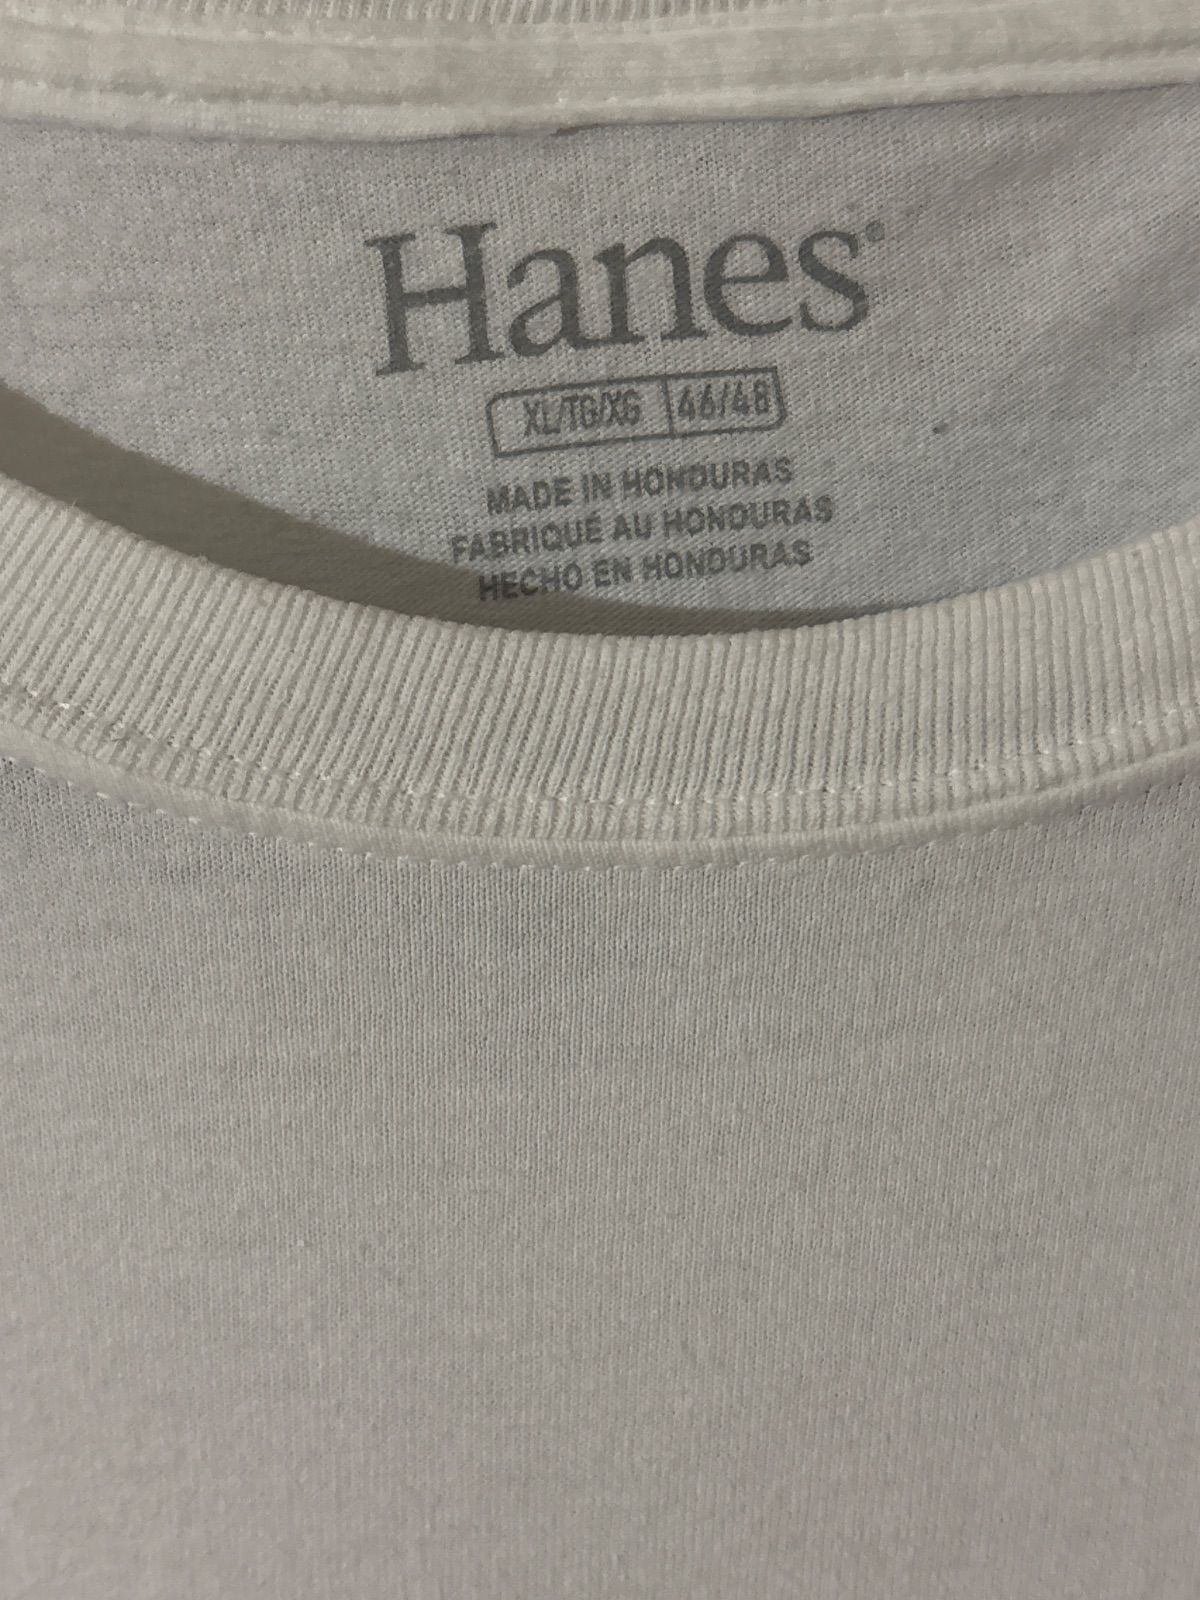 Hanes®
XL/TG/XG 46/48
MADE IN HONDURAS
FABRIQUÉ AU HONDURAS
HECHO EN HONDURAS